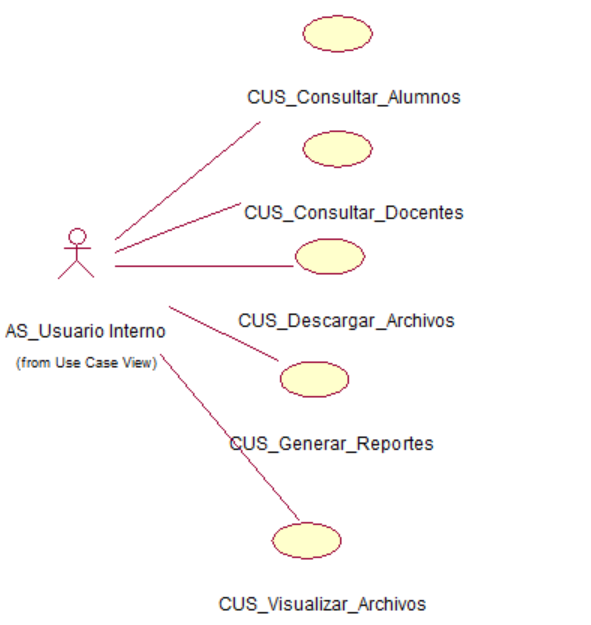 CUS_Consultar_Alumnos
CUS_Consultar_Docentes
CUS_Descargar_Archivos
AS_Usuario Interno
(from Use Case View)
CUS_Generar_Reportes
CUS_Visualizar_Archivos